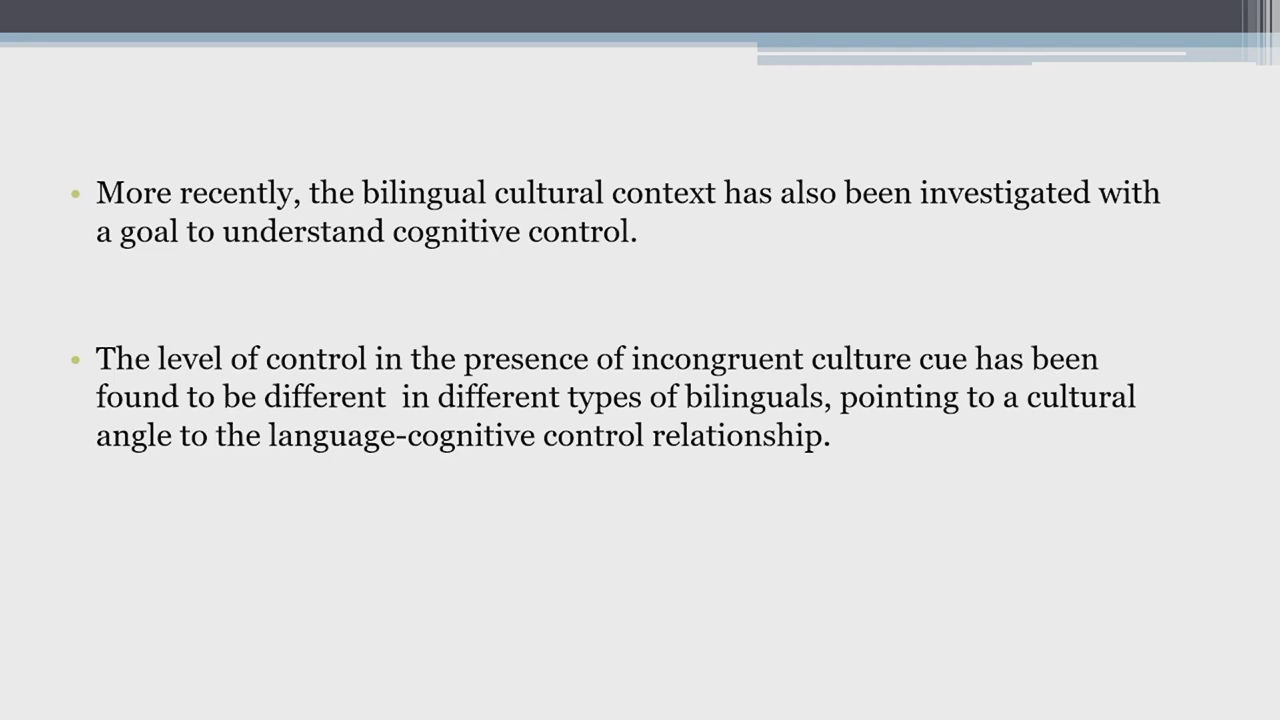 • More recently, the bilingual cultural context has also been investigated with
a goal to understand cognitive control.
• The level of control in the presence of incongruent culture cue has been
found to be different  in different types of bilinguals, pointing to a cultural
angle to the language-cognitive control relationship.